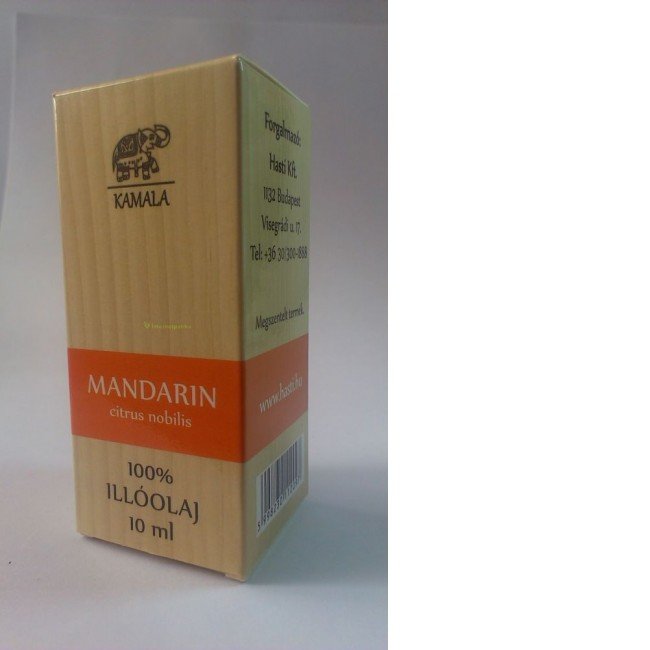 KAMALA
MANDARIN
citrus nobilis
100%
ILLÓOLAJ
10 ml
Forgalmazó:
Hasti Kft.
1132 Budapest
Visegrádi u. 17.
Tel: +36 30/300-1868
Megszentelt termék.
www.hasti.hu